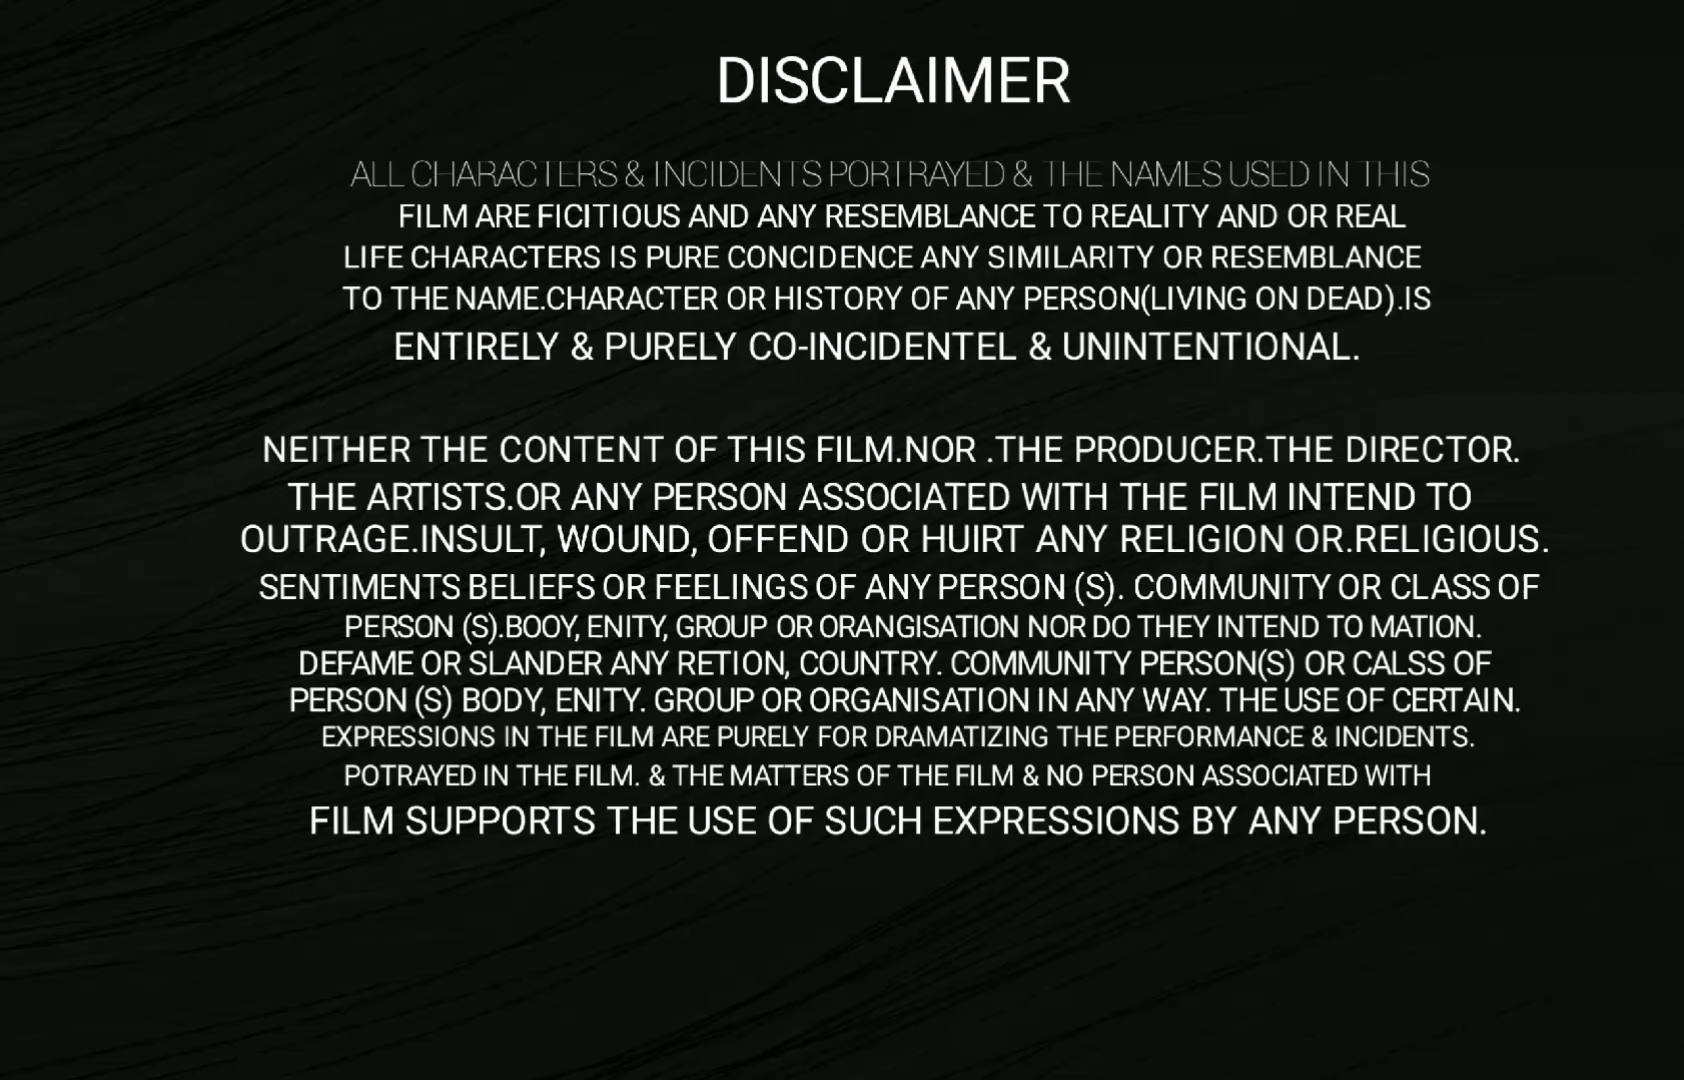 DISCLAIMER
ALL CHARACTERS & INCIDENTS PORTRAYED & THE NAMES USED IN THIS
FILM ARE FICITIOUS AND ANY RESEMBLANCE TO REALITY AND OR REAL
LIFE CHARACTERS IS PURE CONCIDENCE ANY SIMILARITY OR RESEMBLANCE
TO THE NAME.CHARACTER OR HISTORY OF ANY PERSON(LIVING ON DEAD).IS
ENTIRELY & PURELY CO-INCIDENTEL & UNINTENTIONAL.
NEITHER THE CONTENT OF THIS FILM.NOR .THE PRODUCER.THE DIRECTOR.
THE ARTISTS.OR ANY PERSON ASSOCIATED WITH THE FILM INTEND TO
OUTRAGE.INSULT, WOUND, OFFEND OR HUIRT ANY RELIGION OR.RELIGIOUS.
SENTIMENTS BELIEFS OR FEELINGS OF ANY PERSON (S). COMMUNITY OR CLASS OF
PERSON (S).BOOY, ENITY, GROUP OR ORANGISATION NOR DO THEY INTEND TO MATION.
DEFAME OR SLANDER ANY RETION, COUNTRY. COMMUNITY PERSON(S) OR CALSS OF
PERSON (S) BODY, ENITY. GROUP OR ORGANISATION IN ANY WAY. THE USE OF CERTAIN.
EXPRESSIONS IN THE FILM ARE PURELY FOR DRAMATIZING THE PERFORMANCE & INCIDENTS.
POTRAYED IN THE FILM. & THE MATTERS OF THE FILM & NO PERSON ASSOCIATED WITH
FILM SUPPORTS THE USE OF SUCH EXPRESSIONS BY ANY PERSON.